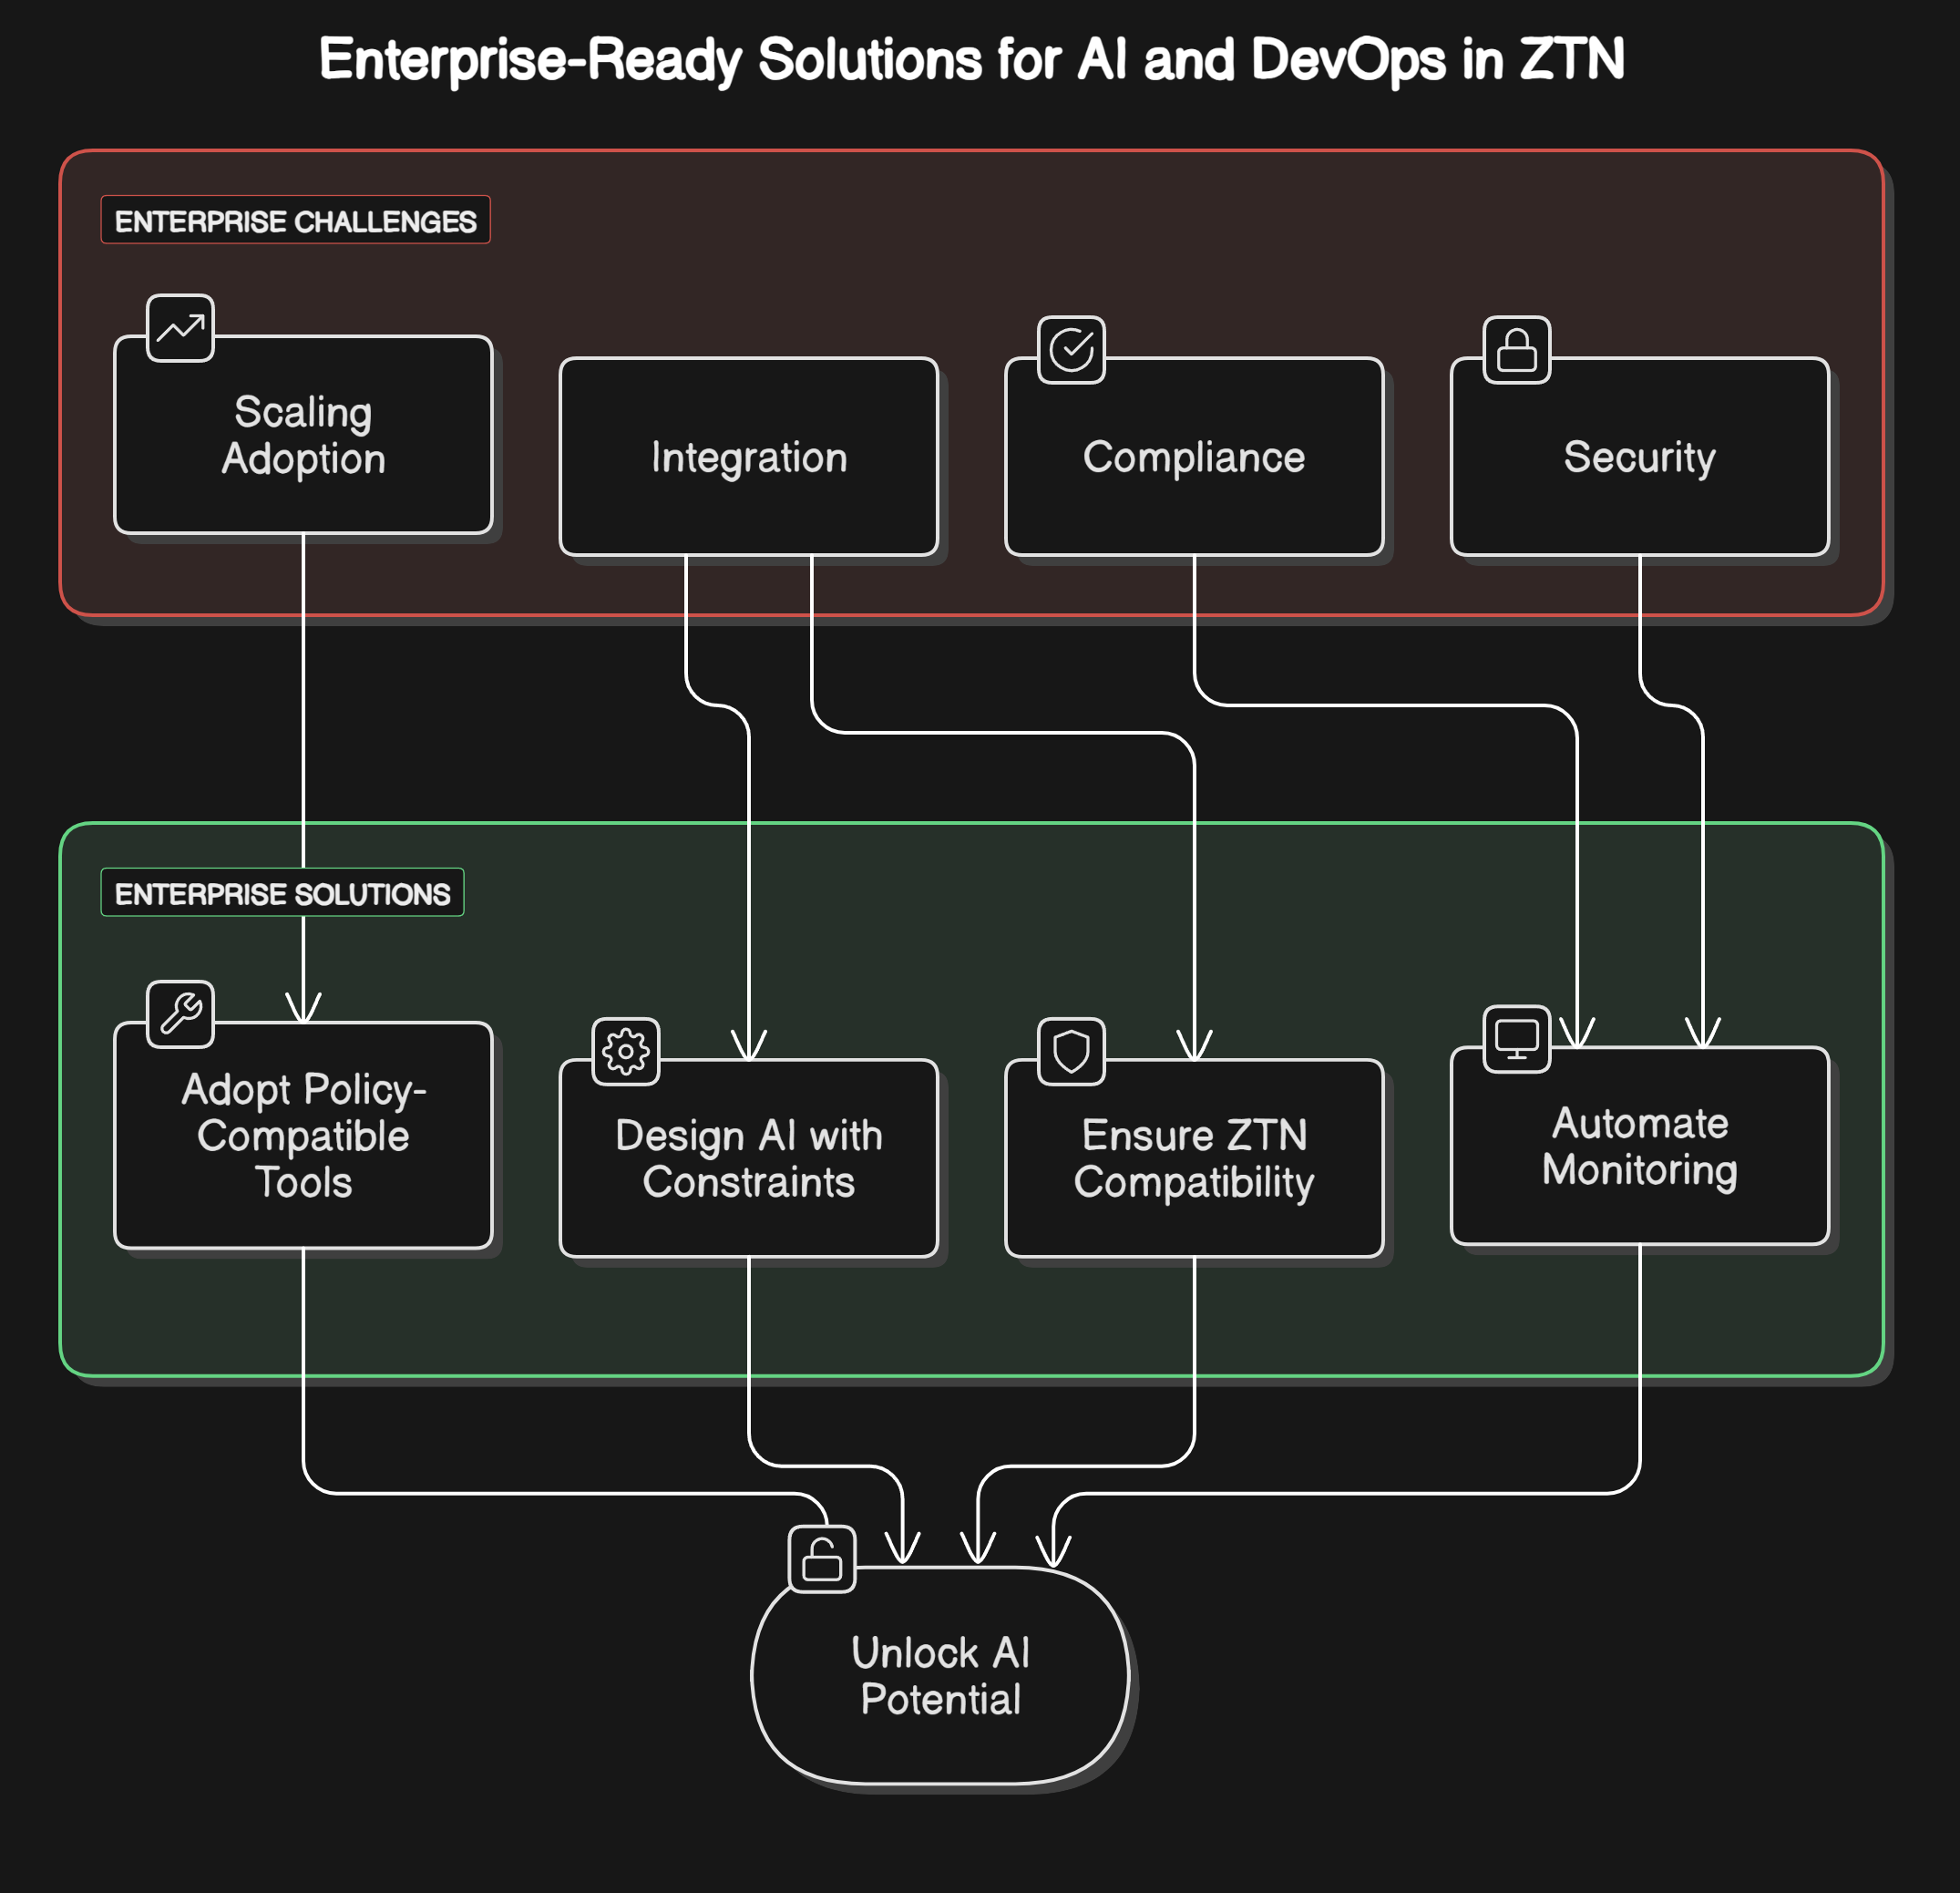 Enterprise-Ready Solutions for AI and DevOps in ZTN
ENTERPRISE CHALLENGES
Scaling
Adoption
Integration
Compliance
Security
ENTERPRISE SOLUTIONS
Adopt Policy-
Compatible
Tools
Design AI with
Constraints
Ensure ZTN
Compatibility
Automate
Monitoring
Unlock AI
Potential